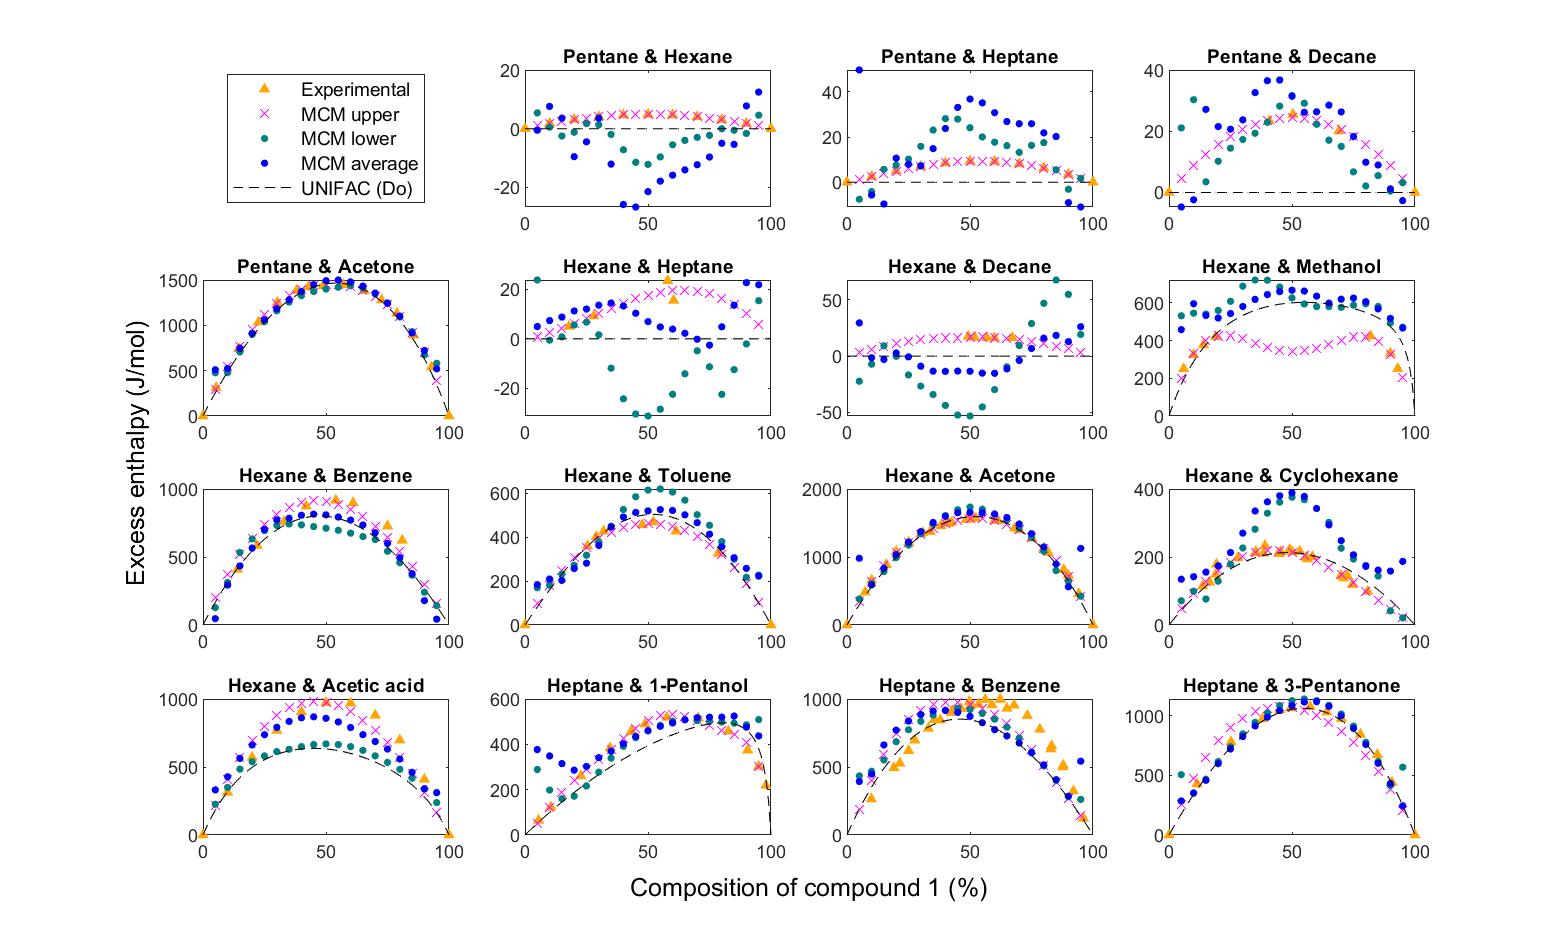 Experimental
MCM upper
MCM lower
MCM average
UNIFAC (Do)
Pentane & Hexane
20
0
-20
0 50 100
Pentane & Heptane
40
20
0
0 50 100
Pentane & Decane
40
20
0
0 50 100
Excess enthalpy (J/mol)
Pentane & Acetone
1500
1000
500
0
0 50 100
Hexane & Heptane
20
0
-20
0 50 100
Hexane & Decane
50
0
-50
0 50 100
Hexane & Methanol
600
400
200
0
0 50 100
Hexane & Benzene
1000
500
0
0 50 100
Hexane & Toluene
600
400
200
0
0 50 100
Hexane & Acetone
2000
1000
0
0 50 100
Hexane & Cyclohexane
400
200
0
0 50 100
Hexane & Acetic acid
1000
500
0
0 50 100
Heptane & 1-Pentanol
600
400
200
0
0 50 100
Heptane & Benzene
1000
500
0
0 50 100
Heptane & 3-Pentanone
1000
500
0
0 50 100
Composition of compound 1 (%)